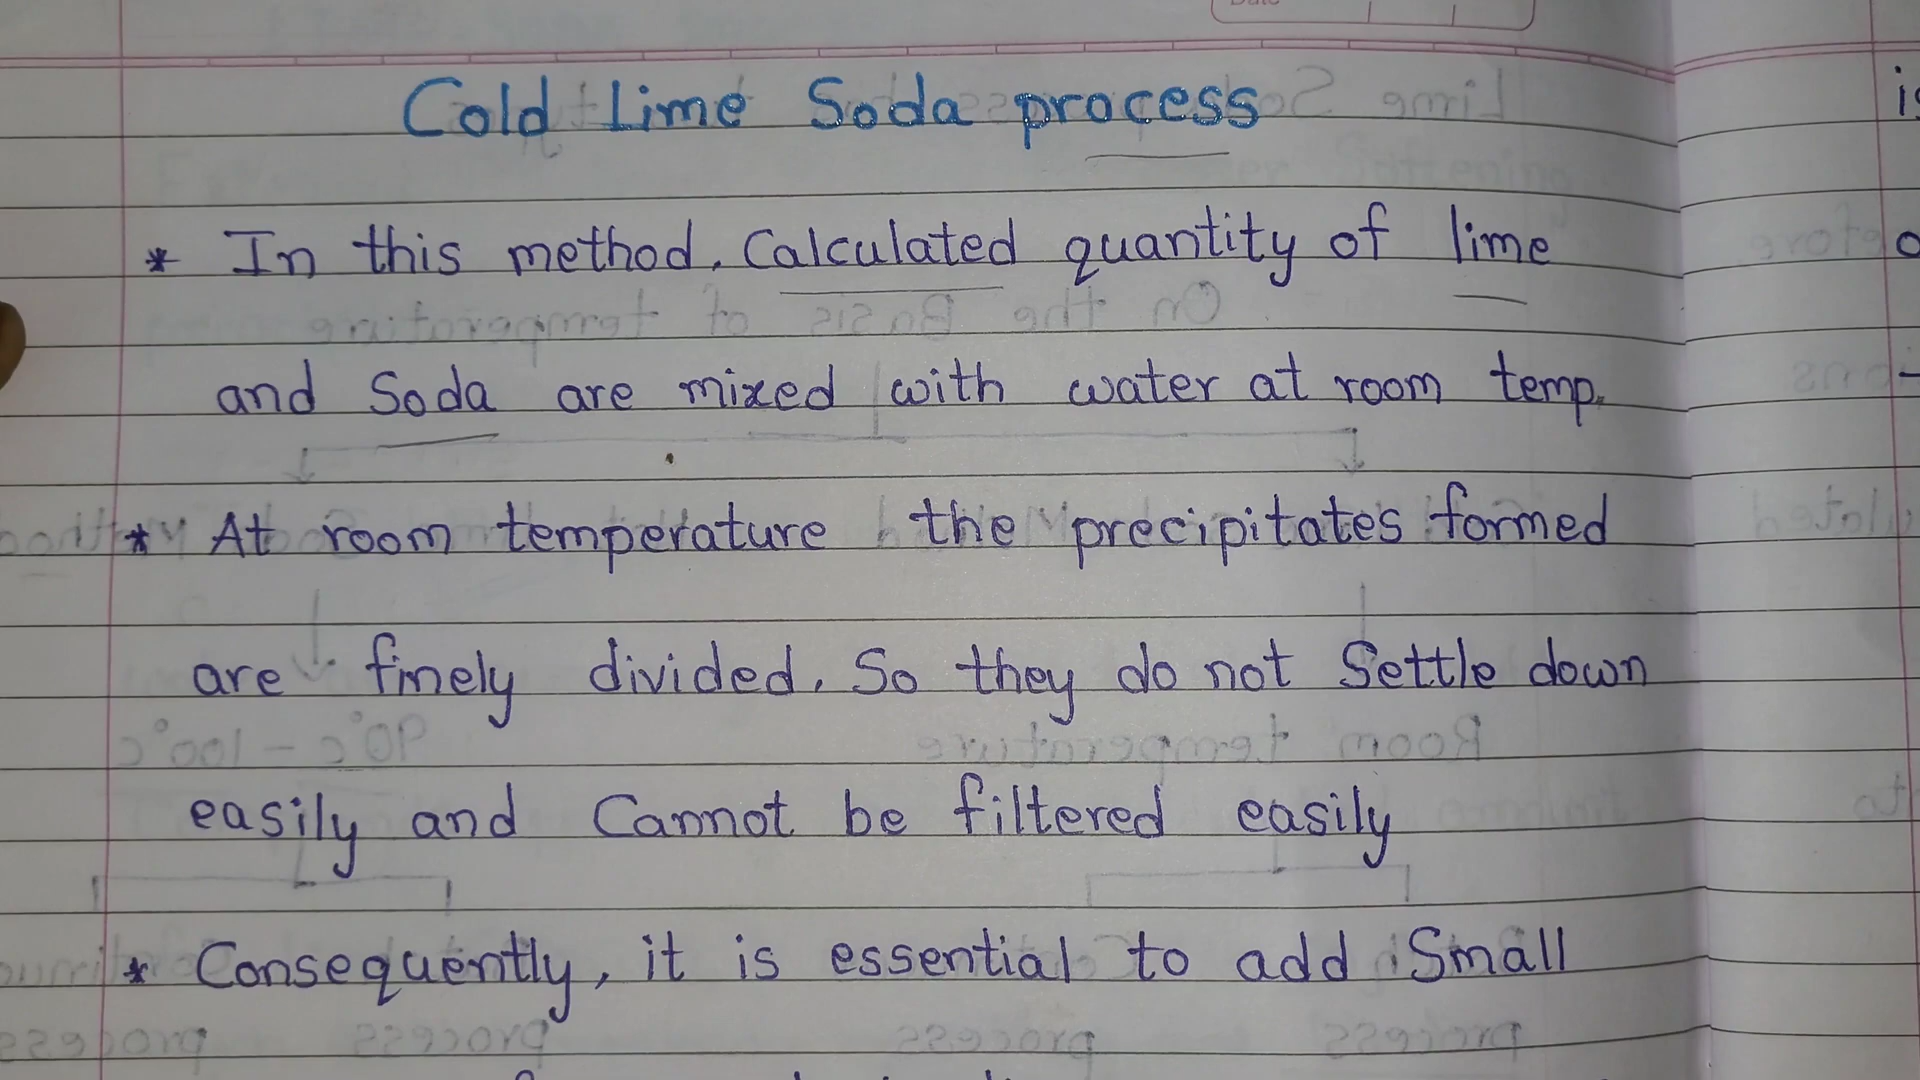 Cold Lime Soda process
* In this method, Calculated quantity of lime
and Soda are mixed with water at room temp.
* At room temperature the precipitates formed
are finely divided. So they do not Settle down
easily and Cannot be filtered easily
* Consequently, it is essential to add Small